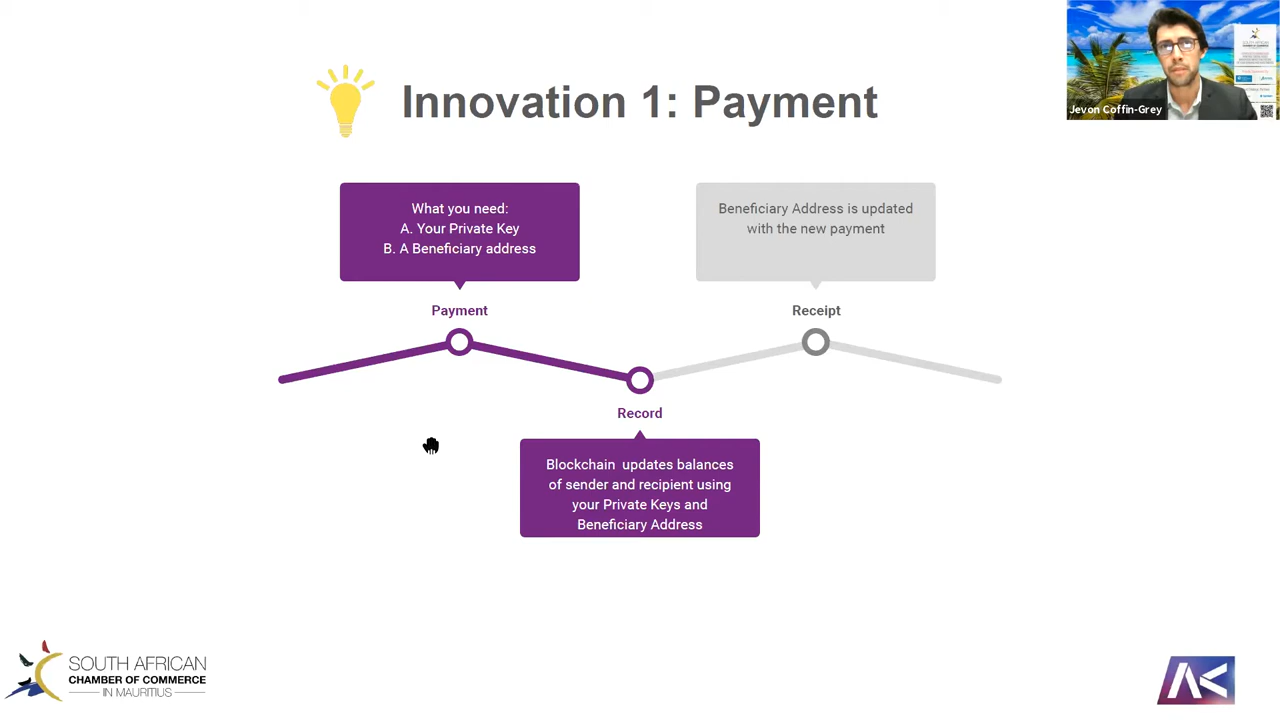 Innovation 1: Payment
Jevon Coffin-Grey
What you need:
A. Your Private Key
B. A Beneficiary address
Beneficiary Address is updated
with the new payment
Payment
Receipt
Record
Blockchain  updates balances
of sender and recipient using
your Private Keys and
Beneficiary Address
SOUTH AFRICAN
CHAMBER OF COMMERCE
IN MAURITIUS